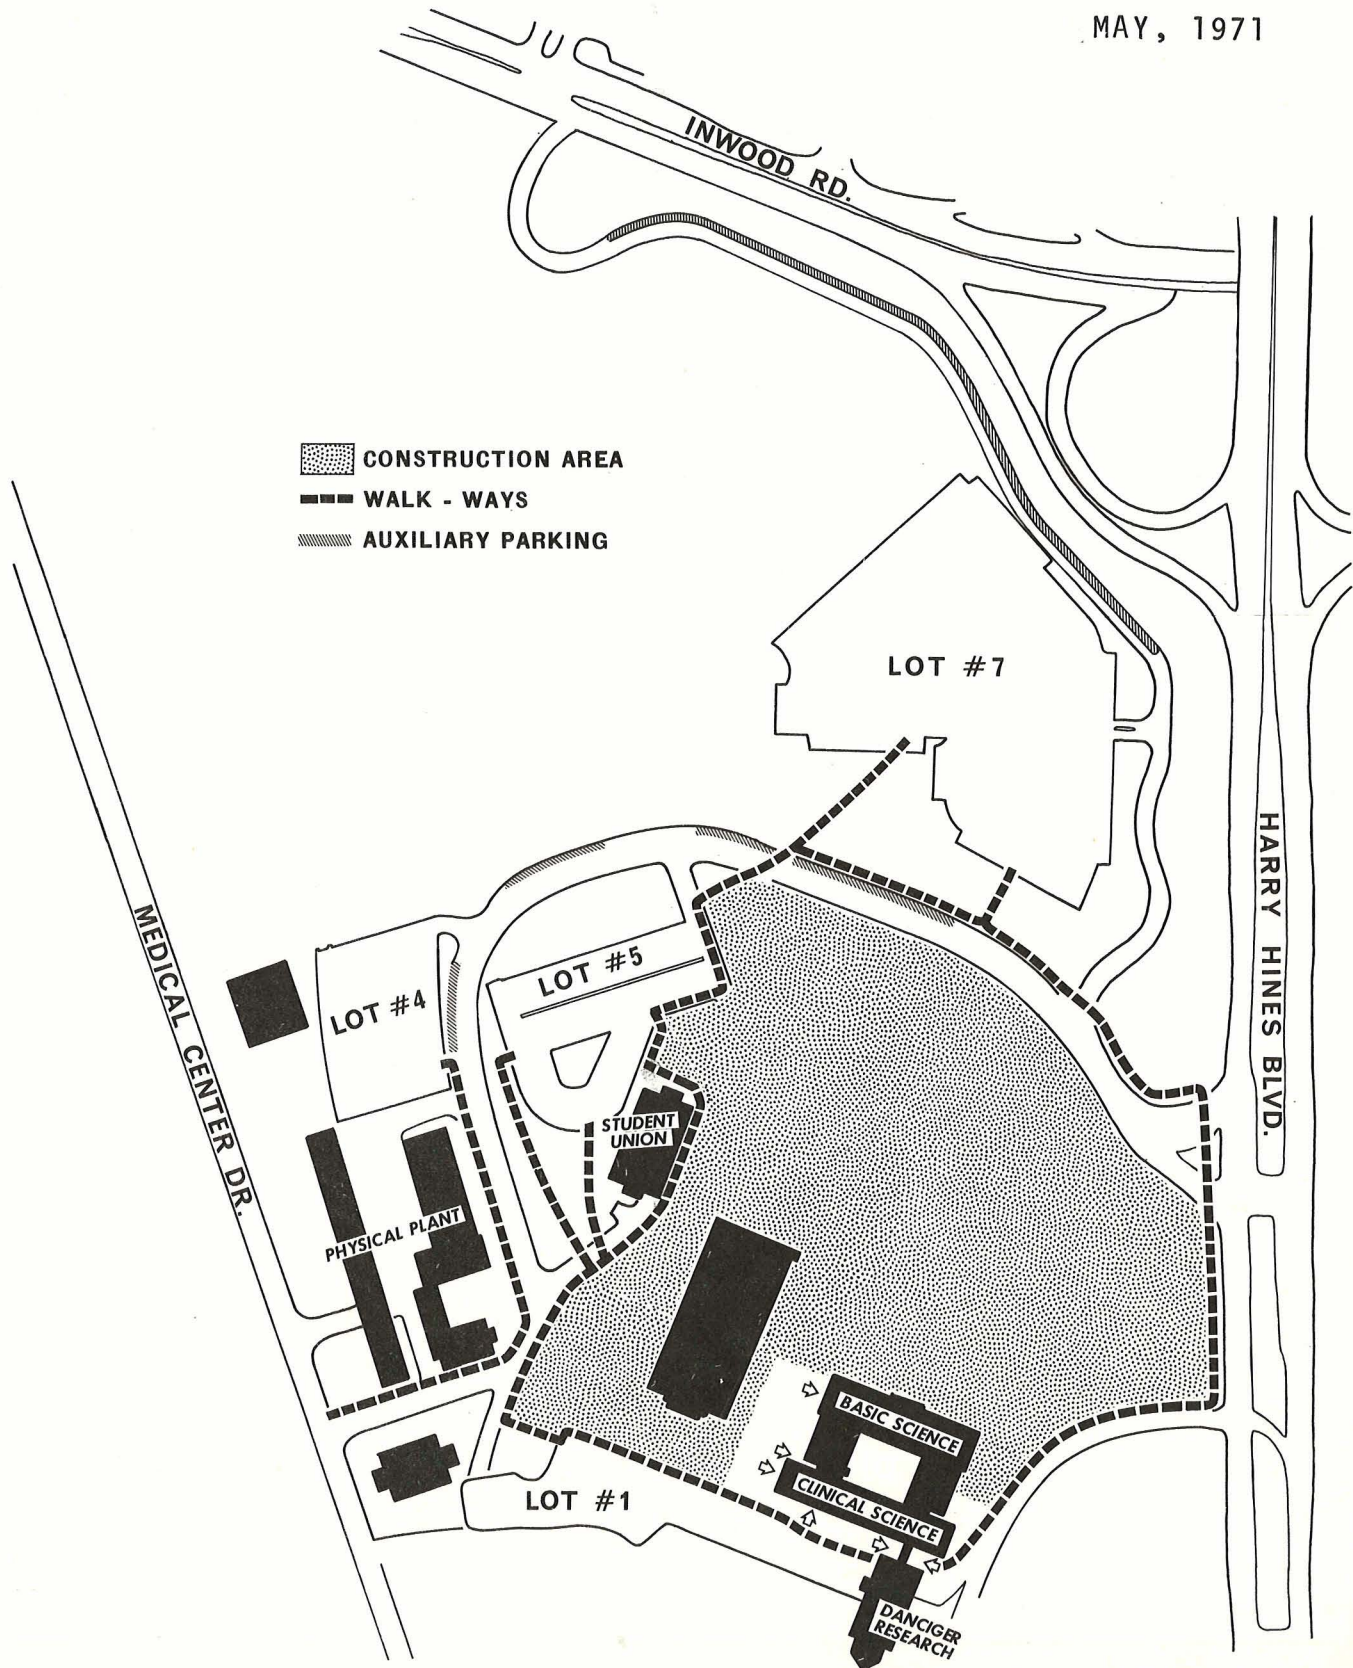 MAY, 1971
INWOOD RD.
CONSTRUCTION AREA
WALK - WAYS
AUXILIARY PARKING
LOT #7
HARRY HINES BLVD.
MEDICAL CENTER DR.
LOT #5
LOT #4
STUDENT
UNION
PHYSICAL PLANT
BASIC SCIENCE
CLINICAL SCIENCE
LOT #1
DANCIGER
RESEARCH